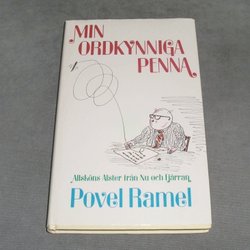 MIN
ORDKYNNIGA
PENNA
Allsköns Alster från Nu och Fjärran
Povel Ramel